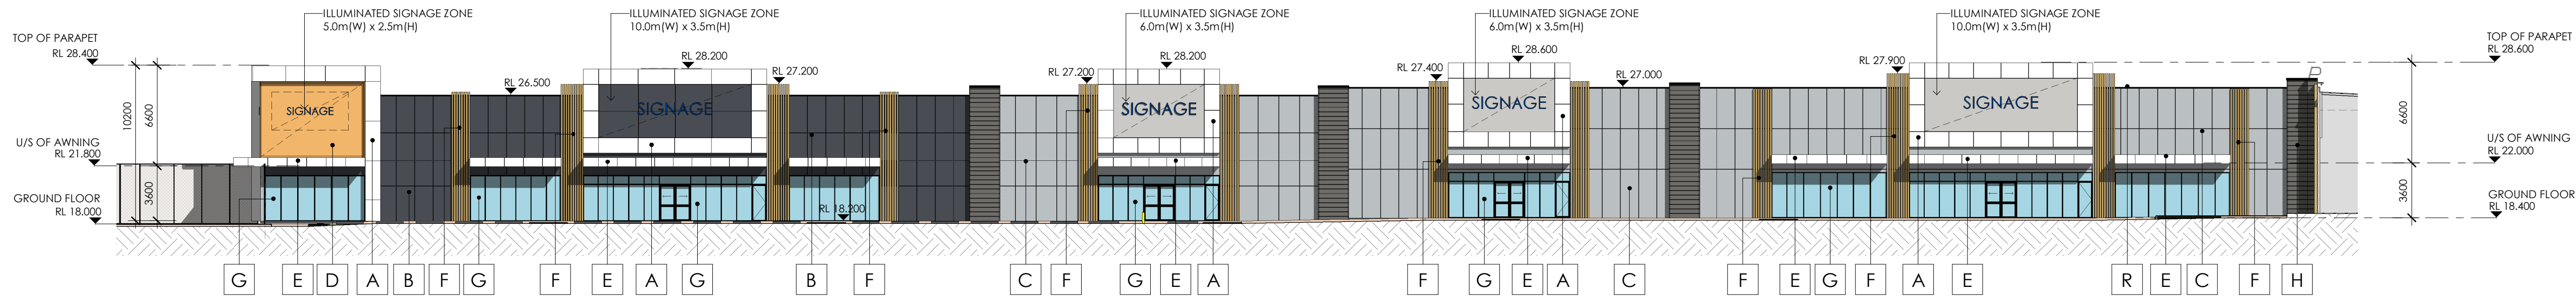 ILLUMINATED SIGNAGE ZONE
5.0m(W) x 2.5m(H)
ILLUMINATED SIGNAGE ZONE
10.0m(W) x 3.5m(H)
ILLUMINATED SIGNAGE ZONE
6.0m(W) x 3.5m(H)
ILLUMINATED SIGNAGE ZONE
6.0m(W) x 3.5m(H)
ILLUMINATED SIGNAGE ZONE
10.0m(W) x 3.5m(H)
TOP OF PARAPET
RL 28.400
RL 28.200
RL 28.200
RL 28.600
TOP OF PARAPET
RL 28.600
RL 26.500
RL 27.200
RL 27.200
RL 27.400
RL 27.000
RL 27.900
P
10200
6600
SIGNAGE
SIGNAGE
SIGNAGE
SIGNAGE
SIGNAGE
6600
U/S OF AWNING
RL 21.800
U/S OF AWNING
RL 22.000
3600
3600
GROUND FLOOR
RL 18.000
RL 18.200
GROUND FLOOR
RL 18.400
G
E
D
A
B
F
G
F
E
A
G
B
F
C
F
G
E
A
F
G
E
A
C
F
E
G
F
A
E
R
E
C
F
H